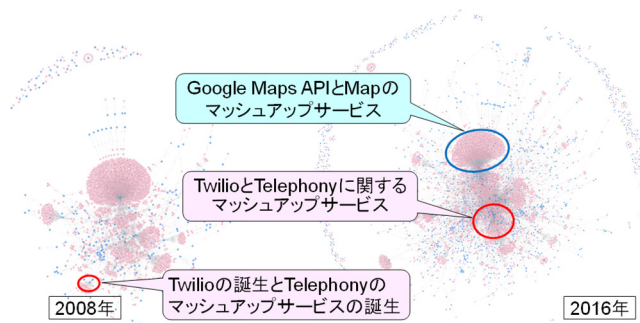 Google Maps APIとMapの
マッシュアップサービス
TwilioとTelephonyに関する
マッシュアップサービス
Twilioの誕生とTelephonyの
マッシュアップサービスの誕生
2008年
2016年